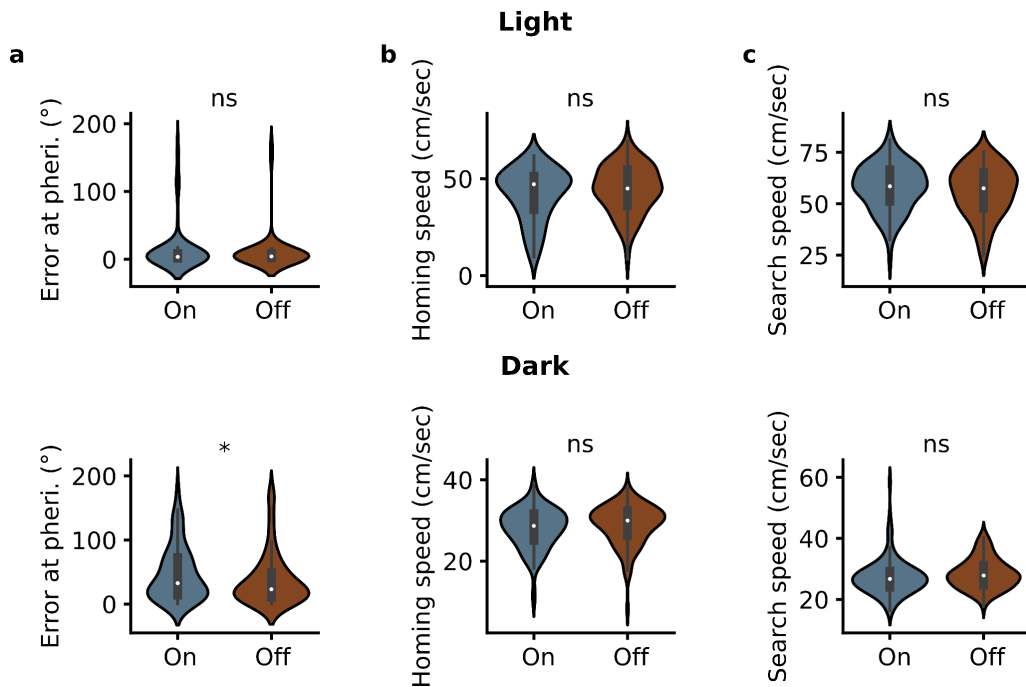 Light
a
b
c
ns
ns
ns
Error at pheri. (°)
200
100
0
On
Off
Homing speed (cm/sec)
50
0
On
Off
Search speed (cm/sec)
75
50
25
On
Off
Dark
*
ns
ns
Error at pheri. (°)
200
100
0
On
Off
Homing speed (cm/sec)
40
20
On
Off
Search speed (cm/sec)
60
40
20
On
Off